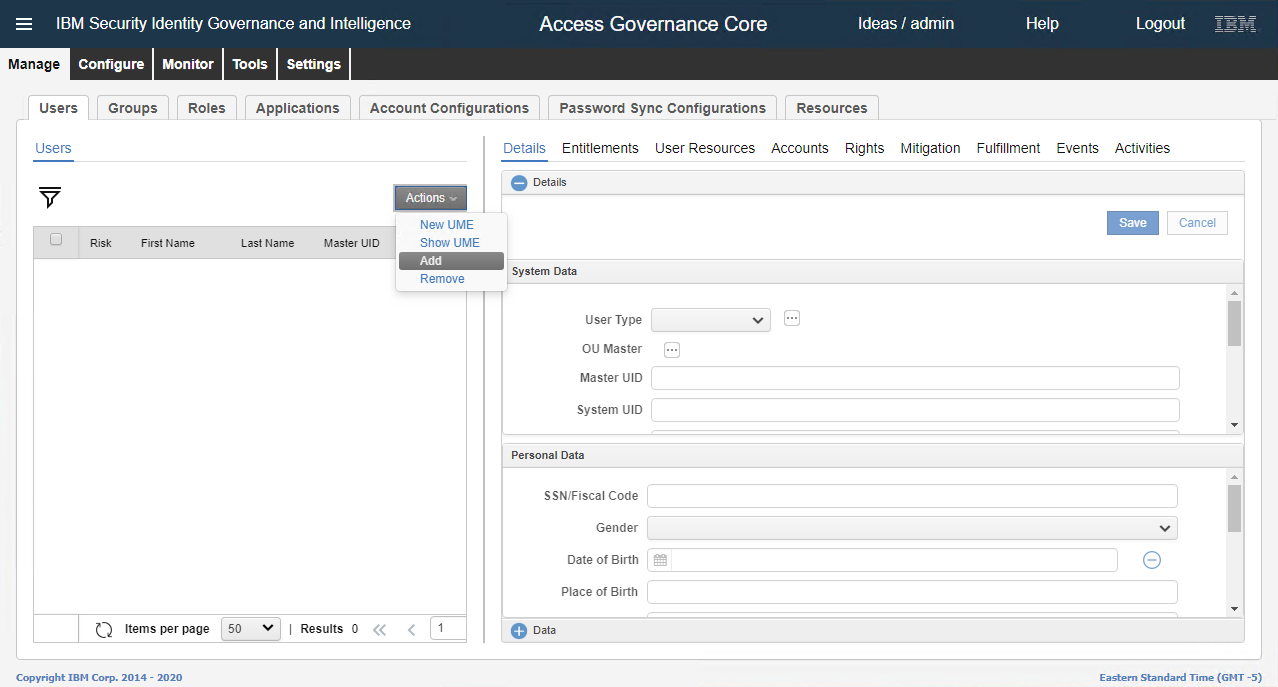 IBM Security Identity Governance and Intelligence Access Governance Core Ideas / admin Help Logout IBM
Manage Configure Monitor Tools Settings
Users Groups Roles Applications Account Configurations Password Sync Configurations Resources
Users
Actions
New UME
Show UME
Add
Remove
Risk First Name Last Name Master UID
Items per page 50 | Results 0 1
Details Entitlements User Resources Accounts Rights Mitigation Fulfillment Events Activities
Details
Save Cancel
System Data
User Type
OU Master
Master UID
System UID
Personal Data
SSN/Fiscal Code
Gender
Date of Birth
Place of Birth
Data
Copyright IBM Corp. 2014 - 2020 Eastern Standard Time (GMT -5)